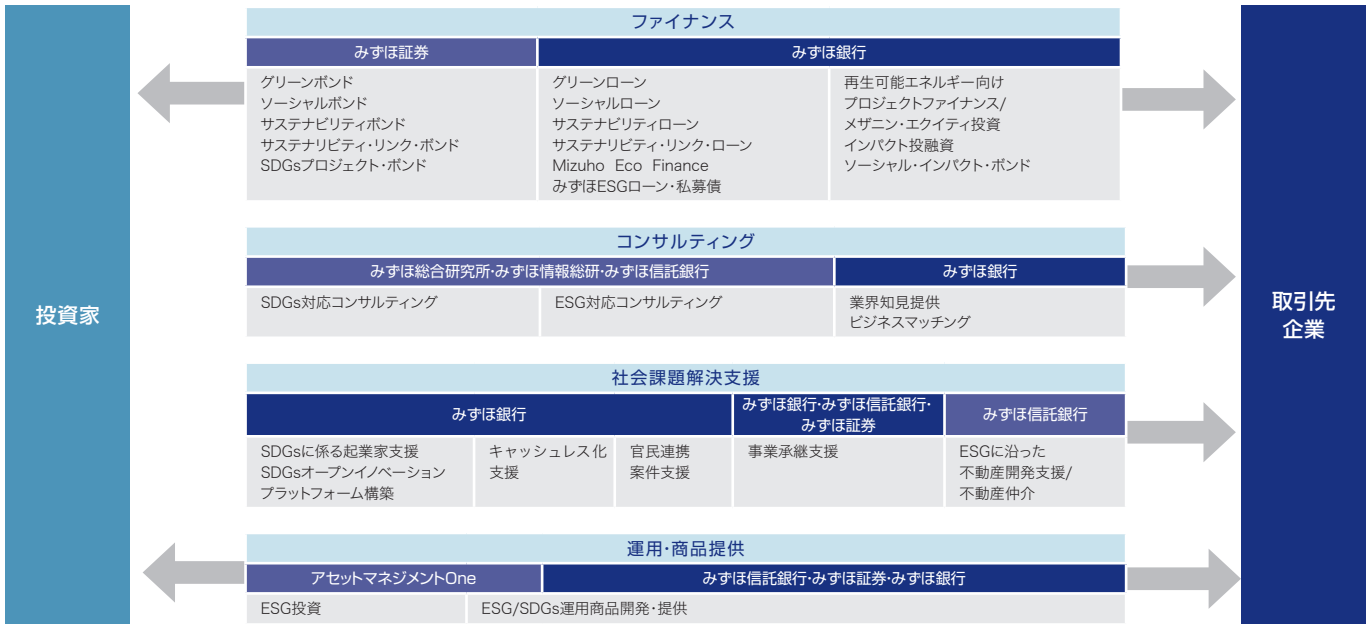 投資家
ファイナンス
みずほ証券
みずほ銀行
グリーンボンド
ソーシャルボンド
サステナビリティボンド
サステナリビティ・リンク・ボンド
SDGsプロジェクト・ボンド
グリーンローン
ソーシャルローン
サステナビリティローン
サステナリビティ・リンク・ローン
Mizuho Eco Finance
みずほESGローン・私募債
再生可能エネルギー向け
プロジェクトファイナンス/
メザニン・エクイティ投資
インパクト投融資
ソーシャル・インパクト・ボンド
コンサルティング
みずほ総合研究所・みずほ情報総研・みずほ信託銀行
みずほ銀行
SDGs対応コンサルティング
ESG対応コンサルティング
業界知見提供
ビジネスマッチング
社会課題解決支援
みずほ銀行
みずほ銀行・みずほ信託銀行・
みずほ証券
みずほ信託銀行
SDGsに係る起業家支援
SDGsオープンイノベーション
プラットフォーム構築
キャッシュレス化
支援
官民連携
案件支援
事業承継支援
ESGに沿った
不動産開発支援/
不動産仲介
運用・商品提供
アセットマネジメントOne
みずほ信託銀行・みずほ証券・みずほ銀行
ESG投資
ESG/SDGs運用商品開発・提供
取引先
企業